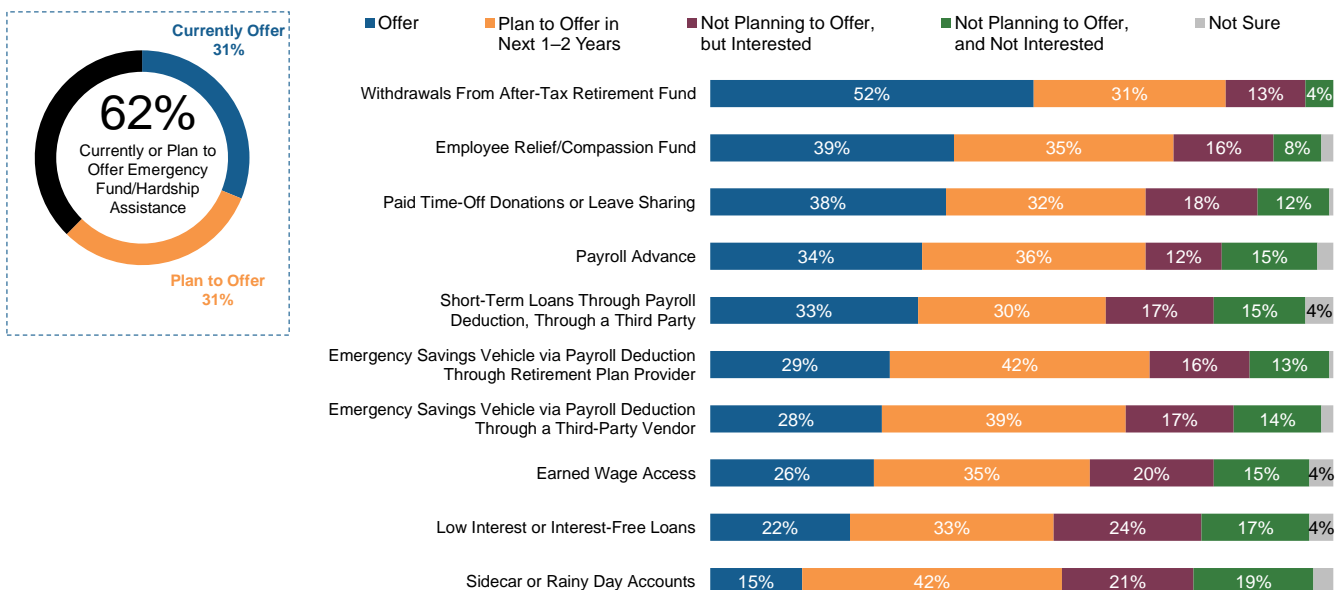 Currently Offer
31%
62%
Currently or Plan to
Offer Emergency
Fund/Hardship
Assistance
Plan to Offer
31%
Offer
Plan to Offer in
Next 1–2 Years
Not Planning to Offer,
but Interested
Not Planning to Offer,
and Not Interested
Not Sure
Withdrawals From After-Tax Retirement Fund
52% 31% 13% 4%
Employee Relief/Compassion Fund
39% 35% 16% 8%
Paid Time-Off Donations or Leave Sharing
38% 32% 18% 12%
Payroll Advance
34% 36% 12% 15%
Short-Term Loans Through Payroll
Deduction, Through a Third Party
33% 30% 17% 15% 4%
Emergency Savings Vehicle via Payroll Deduction
Through Retirement Plan Provider
29% 42% 16% 13%
Emergency Savings Vehicle via Payroll Deduction
Through a Third-Party Vendor
28% 39% 17% 14%
Earned Wage Access
26% 35% 20% 15% 4%
Low Interest or Interest-Free Loans
22% 33% 24% 17% 4%
Sidecar or Rainy Day Accounts
15% 42% 21% 19%